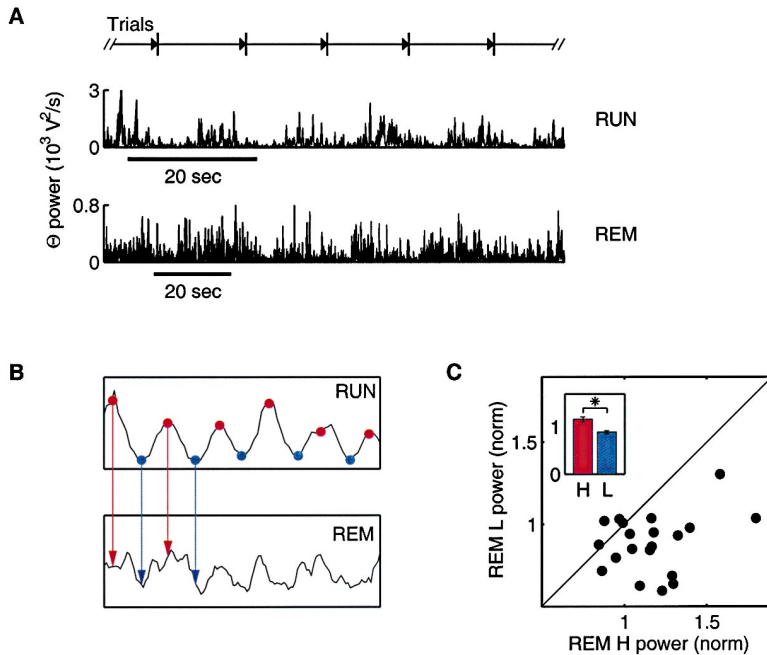 A
Trials
3
0
Θ power (10³ V²/s)
RUN
20 sec
0.8
0
REM
20 sec
B
RUN
REM
C
REM L power (norm)
1.5
1
1
0
*
H L
1 1.5
REM H power (norm)